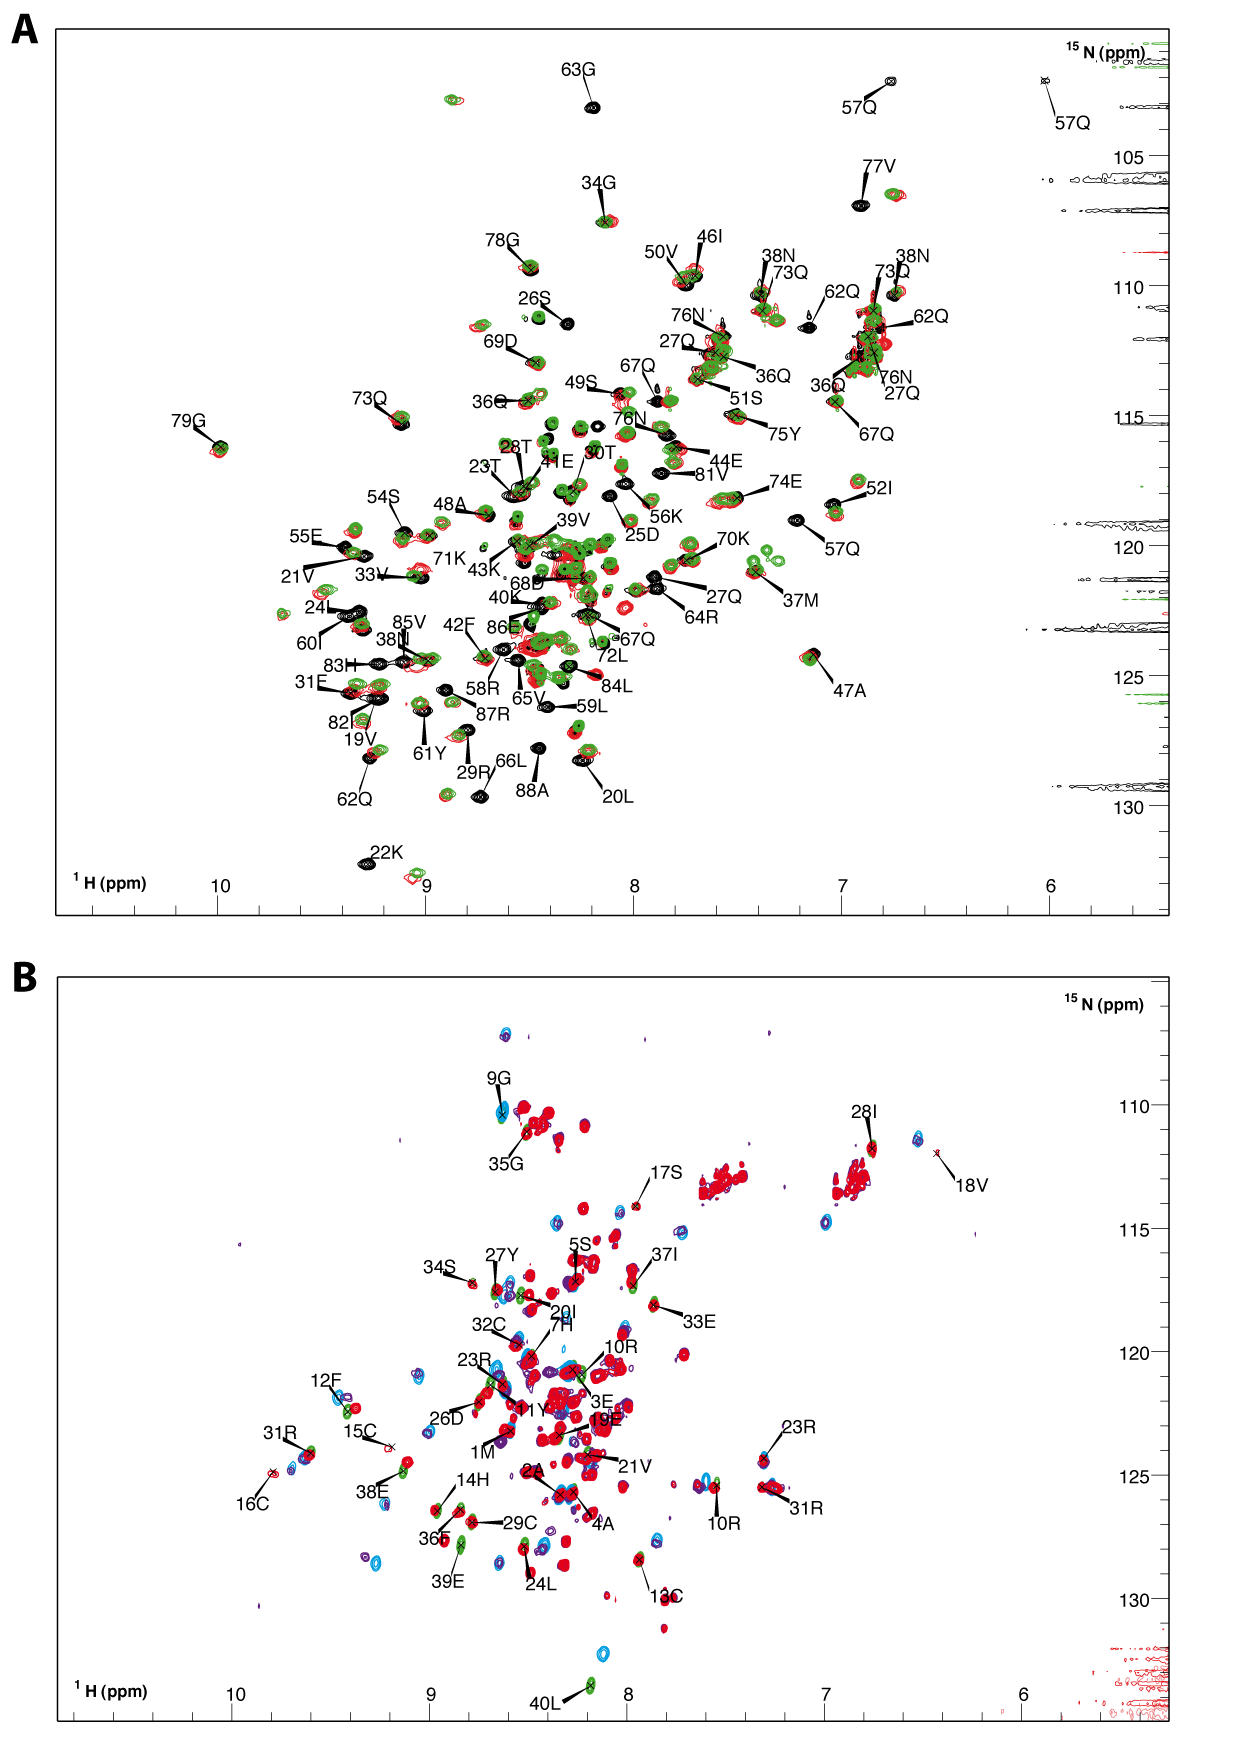 A
15 N (ppm)
63G
57Q
57Q
105
77V
34G
46I
50V
78G
38N
38N
73Q
73Q
110
26S
62Q
76N
62Q
69D
27Q
67Q
36Q
36Q
76N
49S
27Q
73Q
36Q
51S
115
76N
75Y
67Q
79G
28T
30T
41E
44E
23T
81V
74E
54S
48A
52I
39V
56K
25D
57Q
55E
120
70K
21V
71K
43K
33V
68D
27Q
37M
40K
24I
64R
60I
85V
42F
86E
67Q
38N
72L
83H
125
31E
58R
84L
47A
65V
59L
87R
82I
19V
61Y
29R
66L
62Q
88A
20L
130
22K
1 H (ppm)
10
9
8
7
6
B
15 N (ppm)
9G
110
28I
35G
17S
18V
115
5S
27Y
37I
34S
20I
33E
32C
7H
10R
120
23R
12F
3E
11Y
26D
19E
31R
15C
23R
1M
21V
2A
14H
125
16C
38E
4A
31R
29C
10R
36F
39E
24L
13C
130
1 H (ppm)
10
9
8
7
6
40L